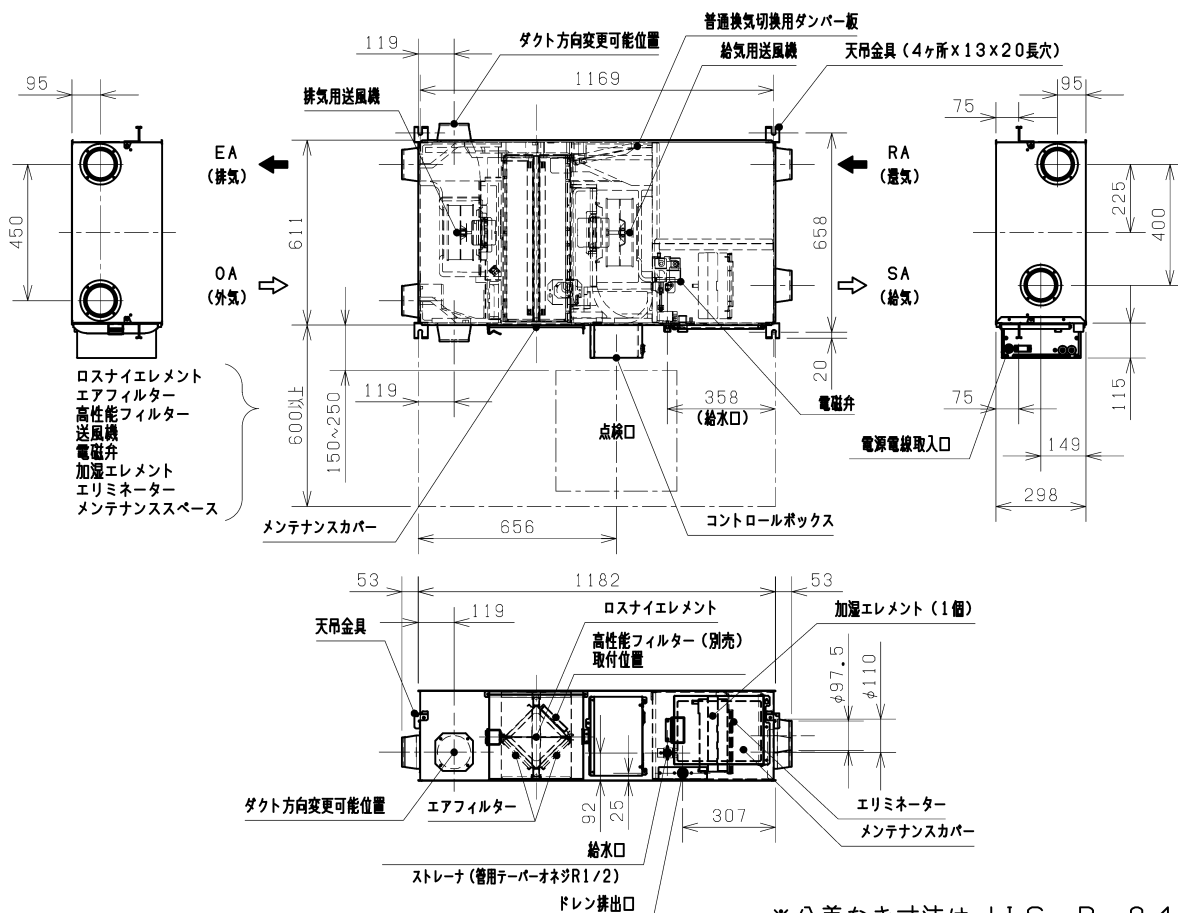 普通換気切換用ダンパー板
ダクト方向変更可能位置
給気用送風機
天吊金具（4ヶ所×13×20長穴）
119
1169
95
排気用送風機
75
95
EA
（排気）
RA
（還気）
450
611
658
225
400
OA
（外気）
SA
（給気）
ロスナイエレメント
エアフィルター
高性能フィルター
送風機
電磁弁
加湿エレメント
エリミネーター
メンテナンススペース
600以上
150~250
119
点検口
358
（給水口）
20
電磁弁
75
115
電源電線取入口
149
298
メンテナンスカバー
656
コントロールボックス
53
1182
53
天吊金具
119
ロスナイエレメント
高性能フィルター（別売）
取付位置
加湿エレメント（1個）
φ97.5
φ110
ダクト方向変更可能位置
エアフィルター
92
25
307
エリミネーター
メンテナンスカバー
給水口
ストレーナ（管用テーパーオネジR1/2）
ドレン排出口